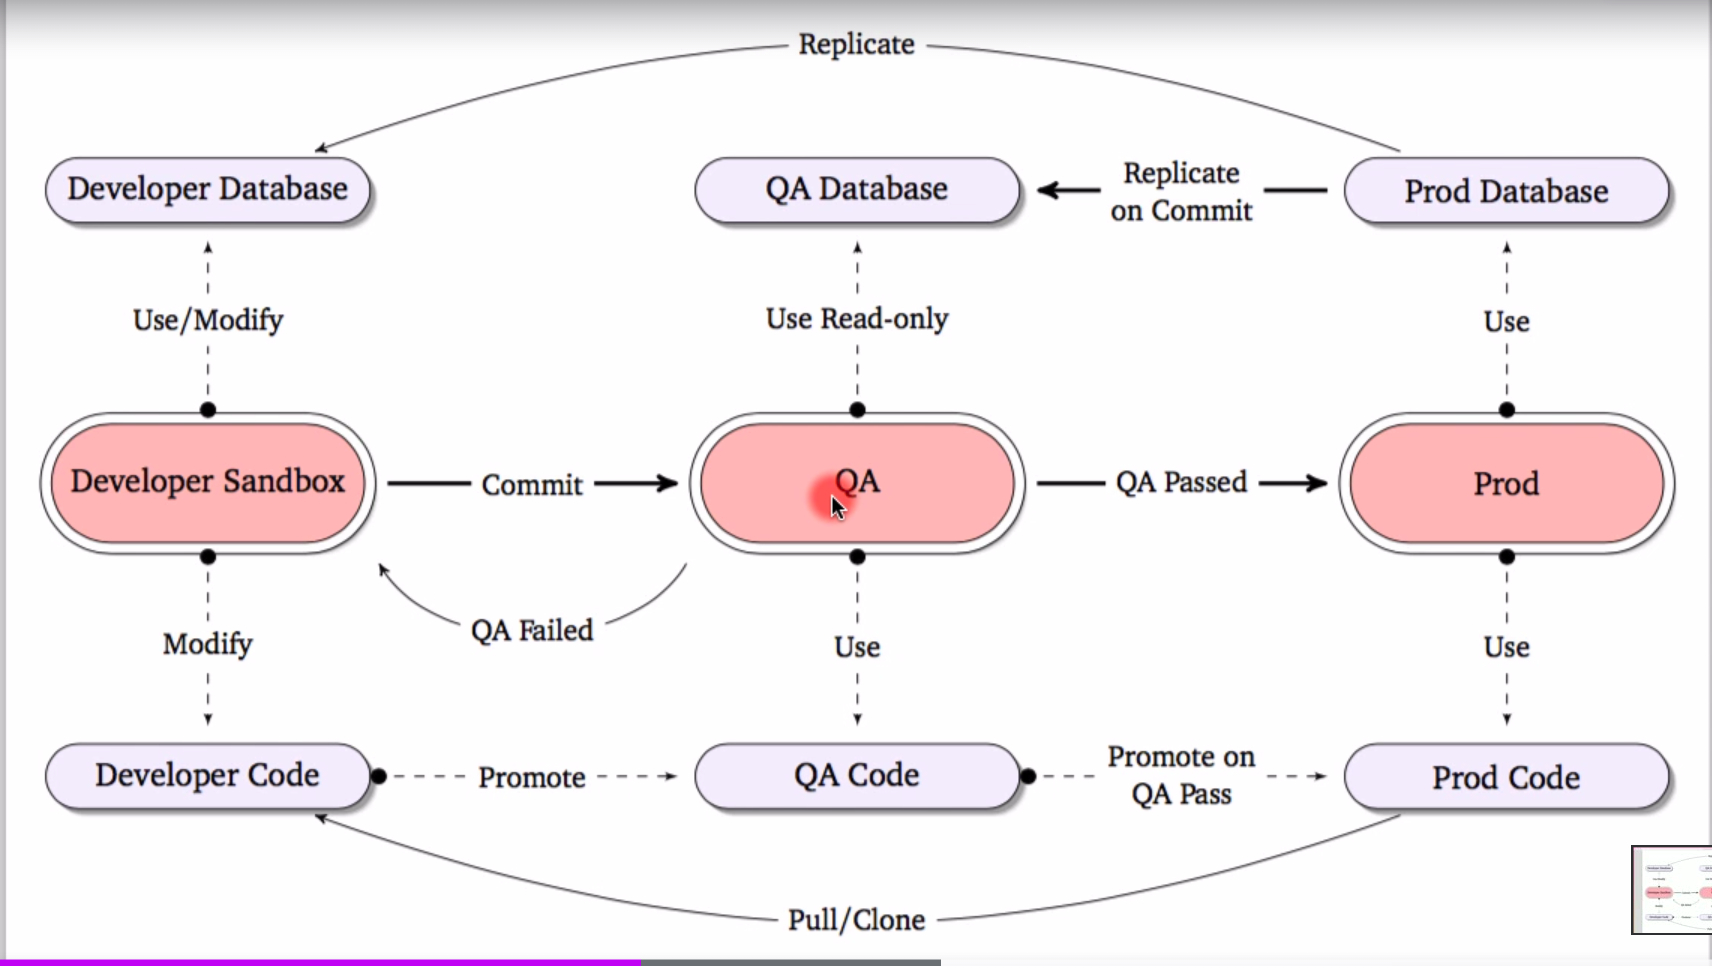 Replicate
Developer Database
QA Database
Replicate
on Commit
Prod Database
Use/Modify
Use Read-only
Use
Developer Sandbox
Commit
QA
QA Passed
Prod
QA Failed
Modify
Use
Use
Developer Code
Promote
QA Code
Promote on
QA Pass
Prod Code
Pull/Clone